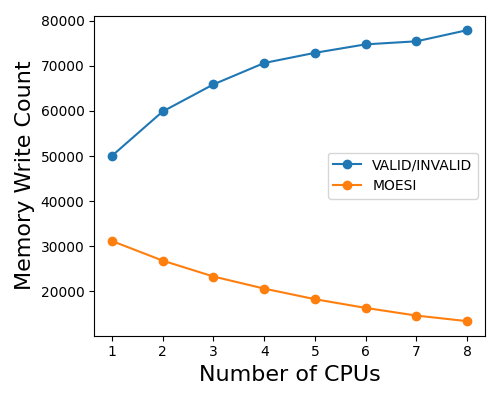 80000
70000
60000
50000
40000
30000
20000
Memory Write Count
VALID/INVALID
MOESI
1 2 3 4 5 6 7 8
Number of CPUs